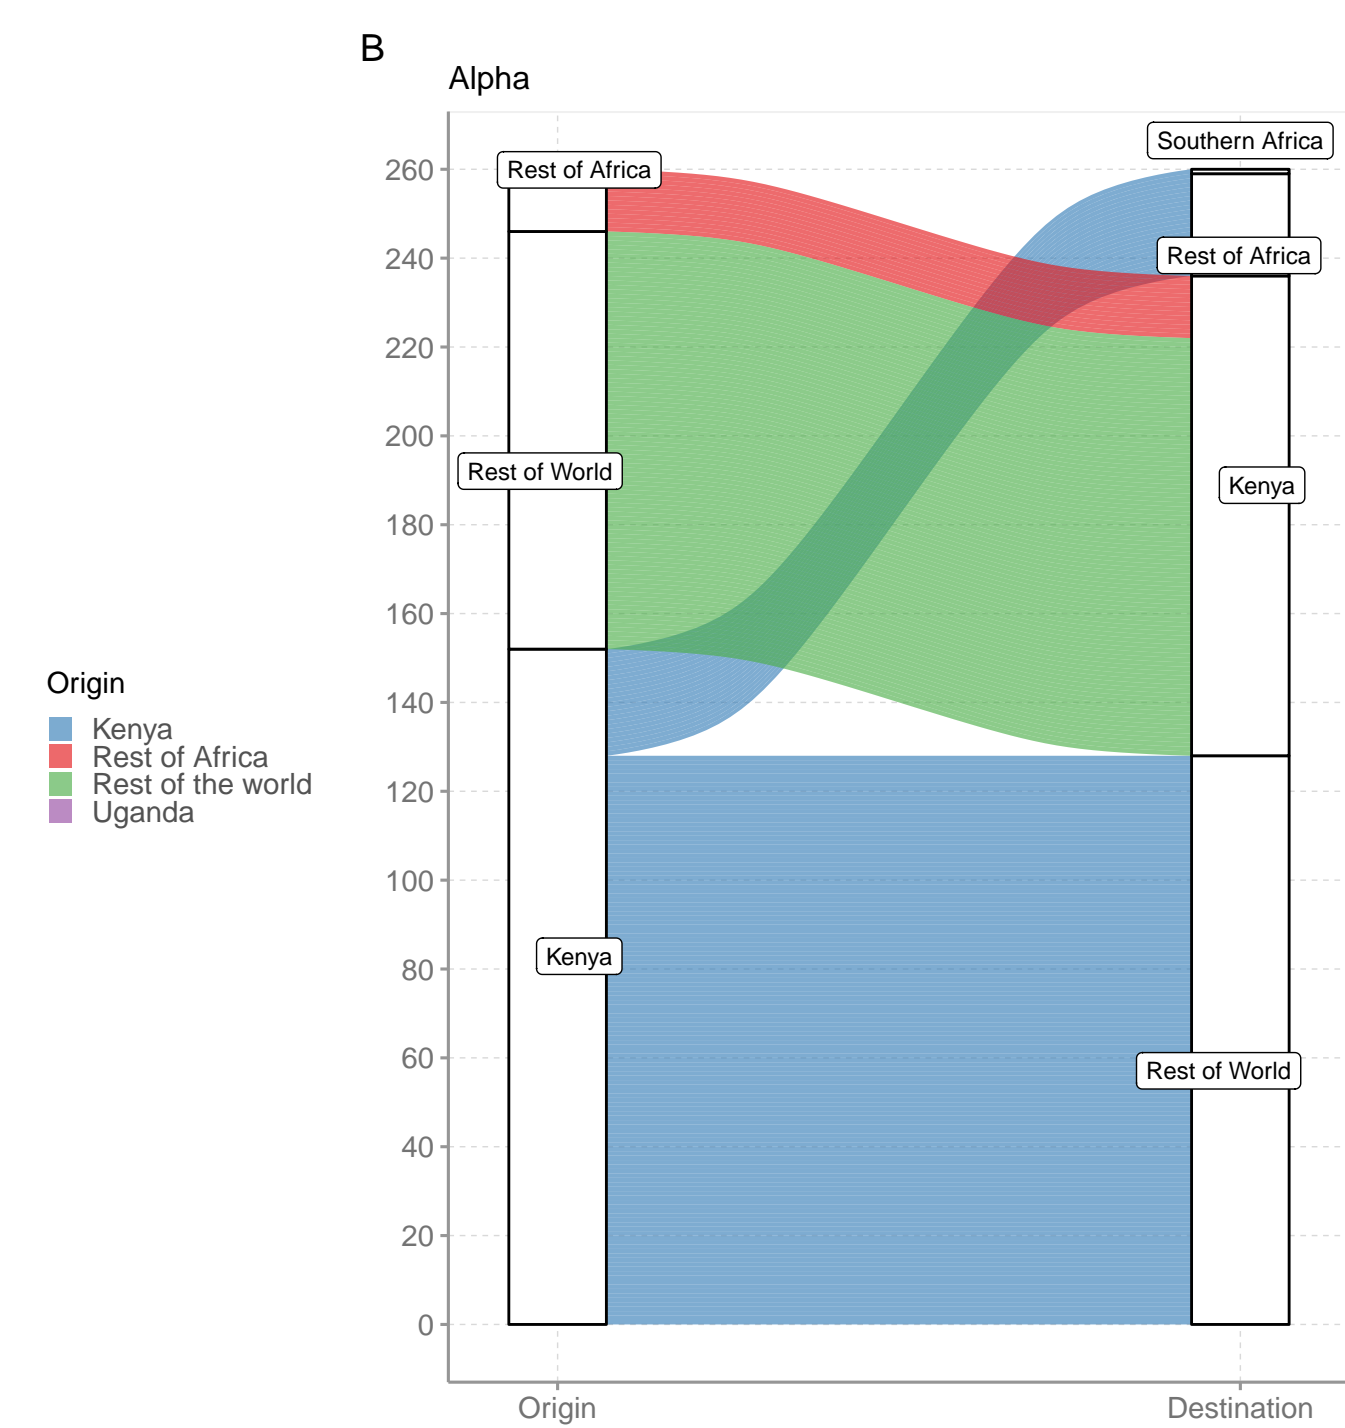 B
Alpha
Southern Africa
260
Rest of Africa
240
Rest of Africa
220
200
Rest of World
Kenya
180
160
140
Origin
Kenya
Rest of Africa
Rest of the world
Uganda
120
100
80
Kenya
60
Rest of World
40
20
0
Origin
Destination